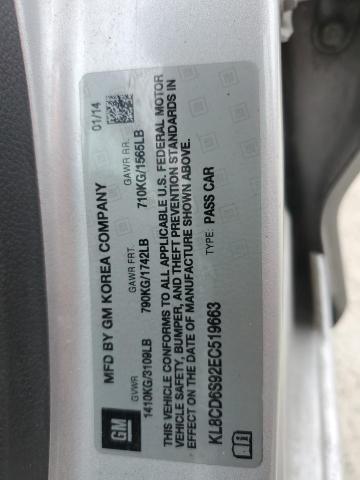 GM
MFD BY GM KOREA COMPANY
01/14
GVWR
GAWR FRT.
GAWR RR.
1410KG/3109LB
790KG/1742LB
710KG/1565LB
THIS VEHICLE CONFORMS TO ALL APPLICABLE U.S. FEDERAL MOTOR
VEHICLE SAFETY, BUMPER, AND THEFT PREVENTION STANDARDS IN
EFFECT ON THE DATE OF MANUFACTURE SHOWN ABOVE.
TYPE: PASS CAR
KL8CD6S92EC519663